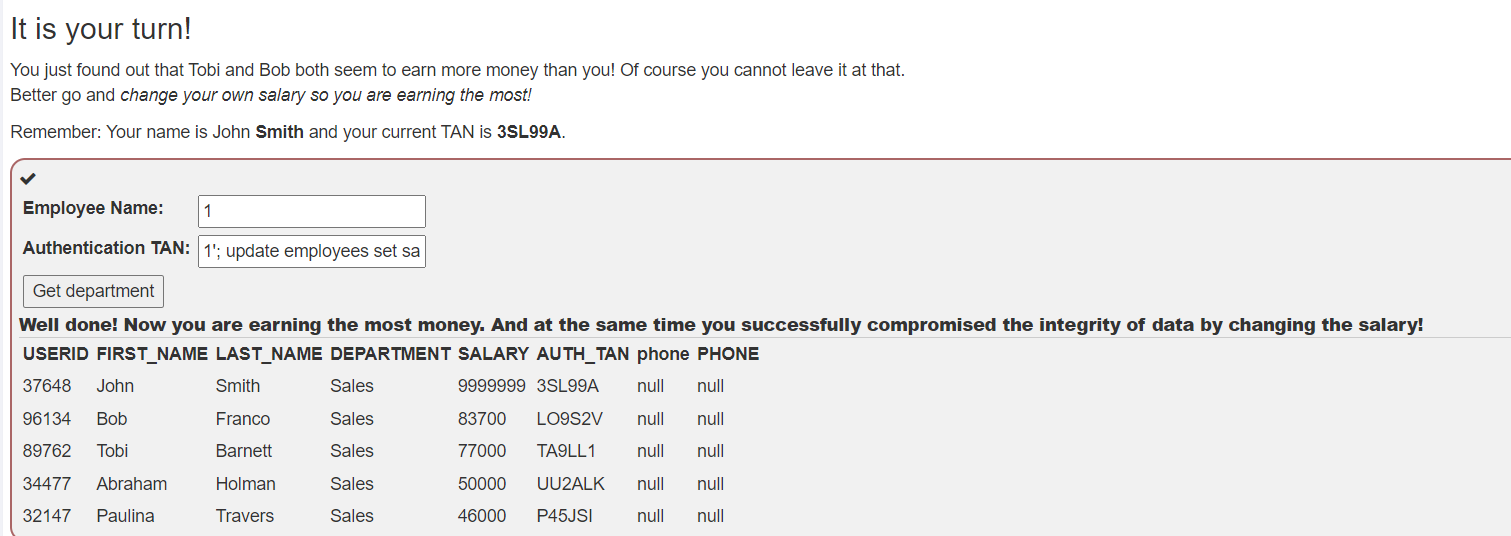 It is your turn!
You just found out that Tobi and Bob both seem to earn more money than you! Of course you cannot leave it at that.
Better go and change your own salary so you are earning the most!
Remember: Your name is John Smith and your current TAN is 3SL99A.
Employee Name: 1
Authentication TAN: 1'; update employees set sa
Get department
Well done! Now you are earning the most money. And at the same time you successfully compromised the integrity of data by changing the salary!
USERID FIRST_NAME LAST_NAME DEPARTMENT SALARY AUTH_TAN phone PHONE
37648 John Smith Sales 9999999 3SL99A null null
96134 Bob Franco Sales 83700 LO9S2V null null
89762 Tobi Barnett Sales 77000 TA9LL1 null null
34477 Abraham Holman Sales 50000 UU2ALK null null
32147 Paulina Travers Sales 46000 P45JSI null null